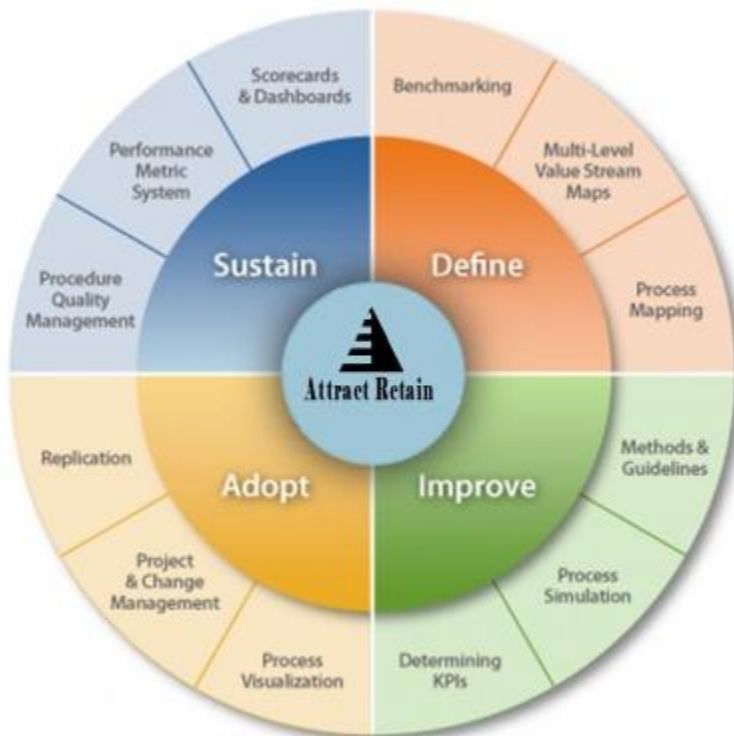 Scorecards
& Dashboards
Benchmarking
Performance
Metric
System
Multi-Level
Value Stream
Maps
Sustain
Define
Procedure
Quality
Management
Process
Mapping
Attract Retain
Replication
Adopt
Improve
Methods &
Guidelines
Project
& Change
Management
Process
Simulation
Process
Visualization
Determining
KPIs